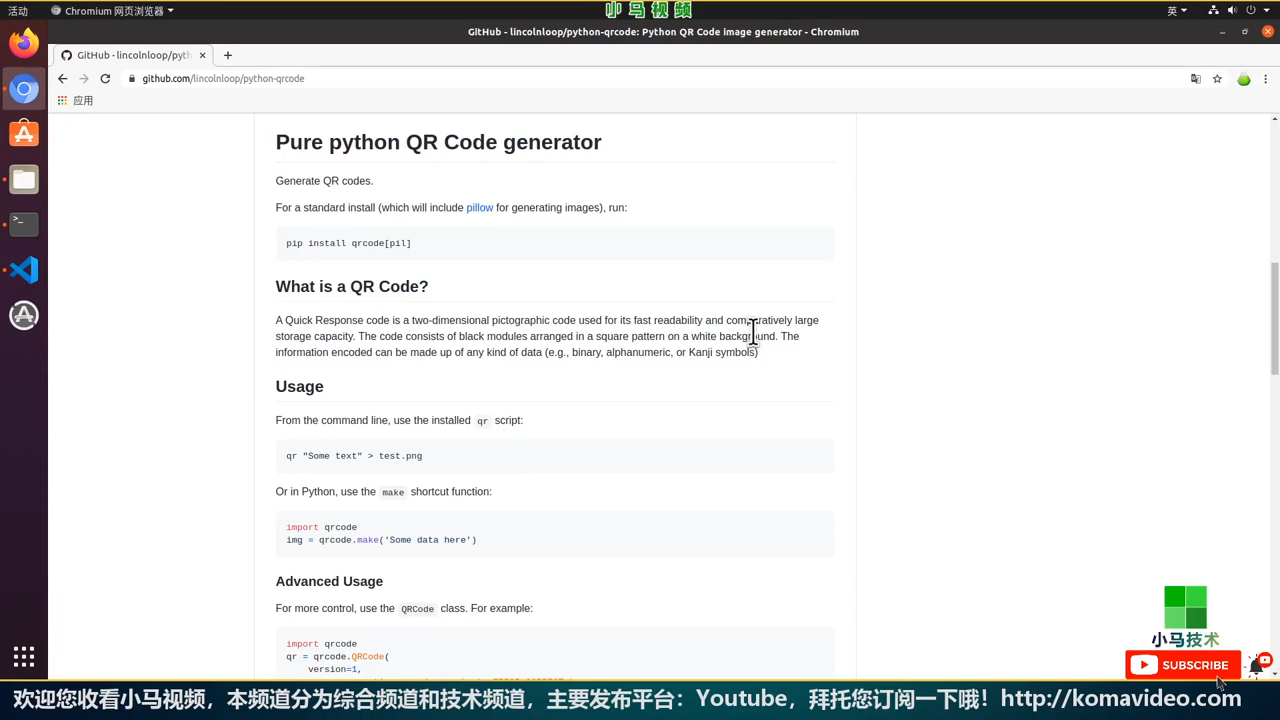 活动
Chromium 网页浏览器
小马视频
英
GitHub - lincolnloop/python-qrcode: Python QR Code image generator - Chromium
GitHub - lincolnloop/pyth
github.com/lincolnloop/python-qrcode
应用
Pure python QR Code generator
Generate QR codes.
For a standard install (which will include pillow for generating images), run:
pip install qrcode[pil]
What is a QR Code?
A Quick Response code is a two-dimensional pictographic code used for its fast readability and comparatively large
storage capacity. The code consists of black modules arranged in a square pattern on a white background. The
information encoded can be made up of any kind of data (e.g., binary, alphanumeric, or Kanji symbols)
Usage
From the command line, use the installed qr script:
qr "Some text" > test.png
Or in Python, use the make shortcut function:
import qrcode
img = qrcode.make('Some data here')
Advanced Usage
For more control, use the QRCode class. For example:
import qrcode
qr = qrcode.QRCode(
version=1,
小马技术
SUBSCRIBE
欢迎您收看小马视频，本频道分为综合频道和技术频道，主要发布平台：Youtube，拜托您订阅一下哦！http://komavideo.com